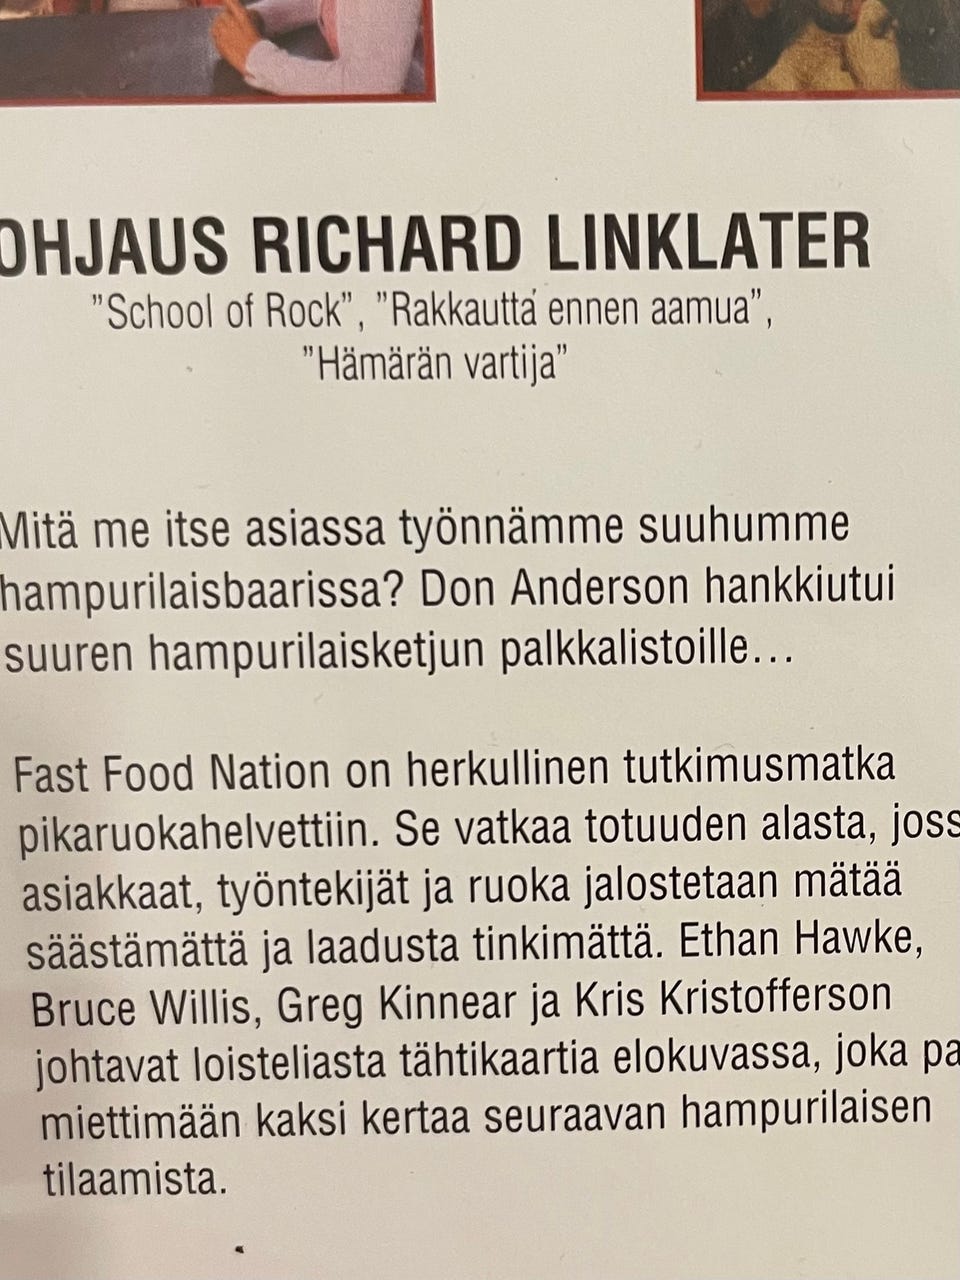 OHJAUS RICHARD LINKLATER
”School of Rock”, ”Rakkautta ennen aamua”,
”Hämärän vartija”
Mitä me itse asiassa työnnämme suuhumme
hampurilaisbaarissa? Don Anderson hankkiutui
suuren hampurilaisketjun palkkalistoille...
Fast Food Nation on herkullinen tutkimusmatka
pikaruokahelvettiin. Se vatkaa totuuden alasta, joss
asiakkaat, työntekijät ja ruoka jalostetaan mätää
säästämättä ja laadusta tinkimättä. Ethan Hawke,
Bruce Willis, Greg Kinnear ja Kris Kristofferson
johtavat loisteliasta tähtikaartia elokuvassa, joka pa
miettimään kaksi kertaa seuraavan hampurilaisen
tilaamista.